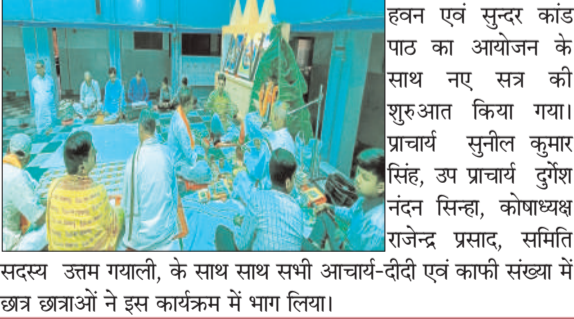 हवन एवं सुन्दर कांड
पाठ का आयोजन के
साथ नए सत्र की
शुरुआत किया गया।
प्राचार्य सुनील कुमार
सिंह, उप प्राचार्य दुर्गेश
नंदन सिन्हा, कोषाध्यक्ष
राजेन्द्र प्रसाद, समिति
सदस्य उत्तम गयाली, के साथ साथ सभी आचार्य-दीदी एवं काफी संख्या में
छात्र छात्राओं ने इस कार्यक्रम में भाग लिया।